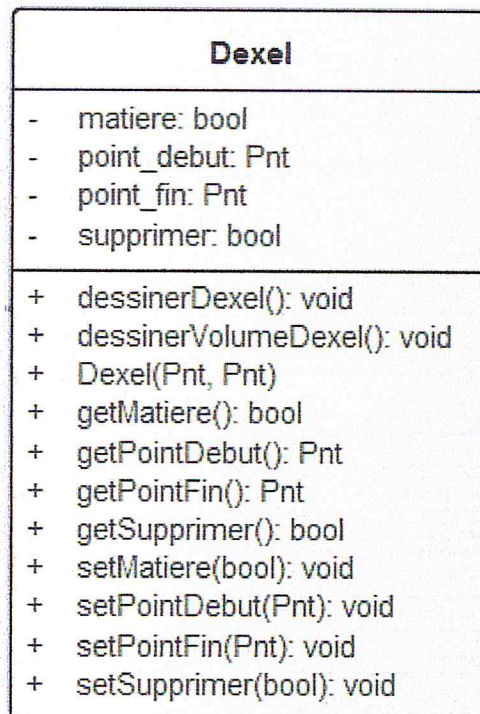 Dexel
- matiere: bool
- point_debut: Pnt
- point_fin: Pnt
- supprimer: bool
+ dessinerDexel(): void
+ dessinerVolumeDexel(): void
+ Dexel(Pnt, Pnt)
+ getMatiere(): bool
+ getPointDebut(): Pnt
+ getPointFin(): Pnt
+ getSupprimer(): bool
+ setMatiere(bool): void
+ setPointDebut(Pnt): void
+ setPointFin(Pnt): void
+ setSupprimer(bool): void